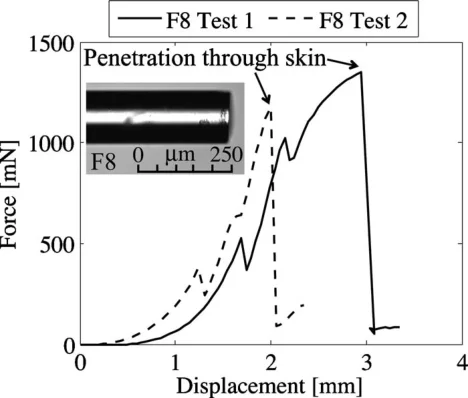 F8 Test 1 F8 Test 2
1500
Penetration through skin
1000
F8 0 μm 250
500
0
0 1 2 3 4
Force [mN]
Displacement [mm]